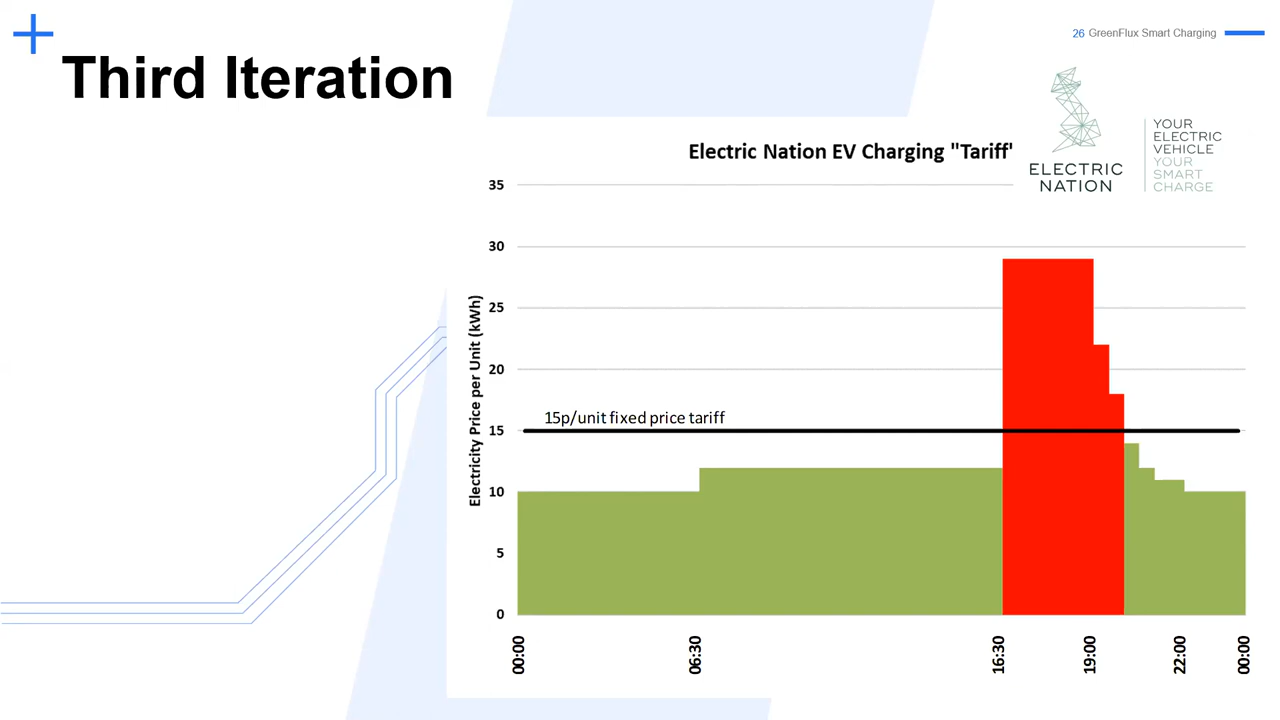 26 GreenFlux Smart Charging
Third Iteration
ELECTRIC
NATION
YOUR
ELECTRIC
VEHICLE
YOUR
SMART
CHARGE
Electric Nation EV Charging "Tariff'
Electricity Price per Unit (kWh)
35
30
25
20
15
10
5
0
15p/unit fixed price tariff
00:00
06:30
16:30
19:00
22:00
00:00